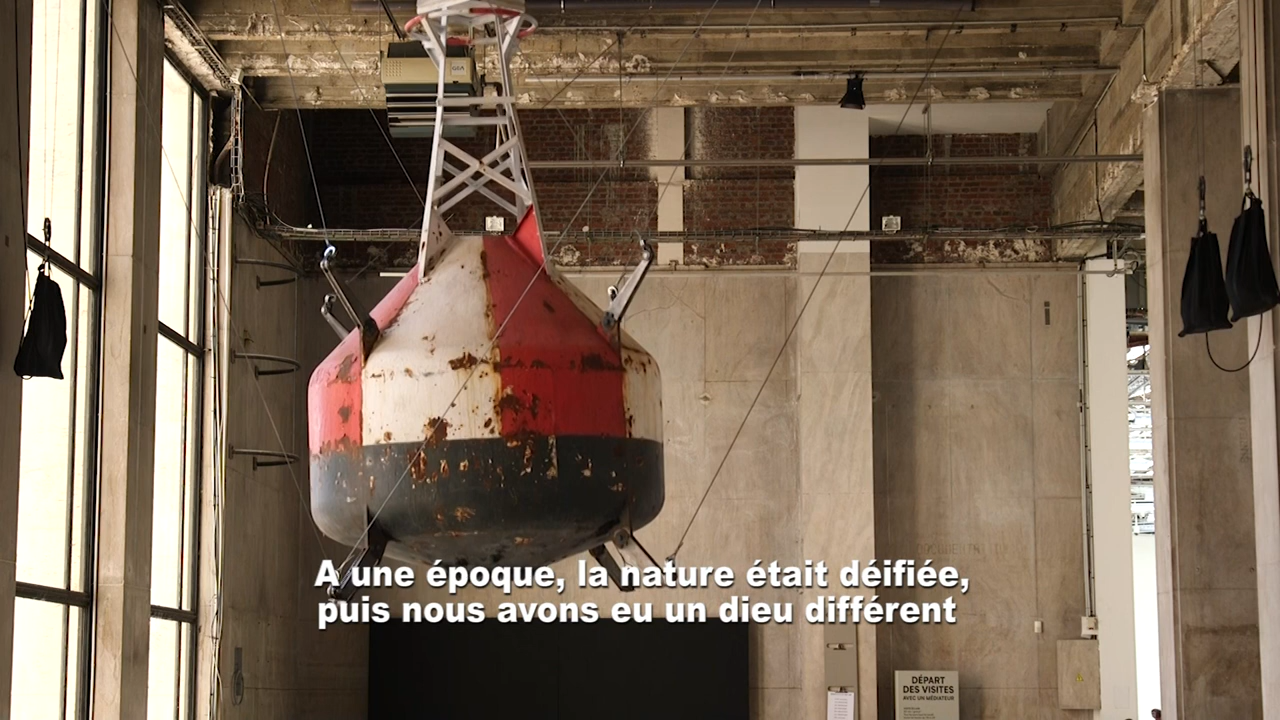 A une époque, la nature était déifiée,
puis nous avons eu un dieu différent
DÉPART
DES VISITES
AVEC UN MÉDIATEUR